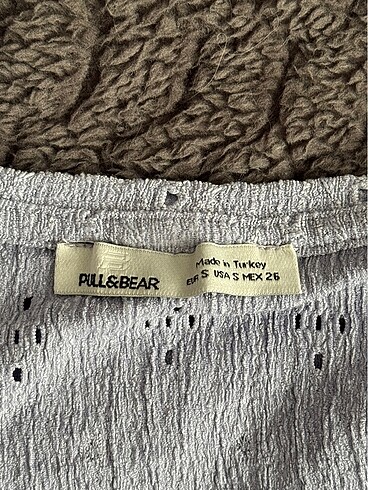 PULL&BEAR
Made in Turkey
EUR S USA S MEX 26